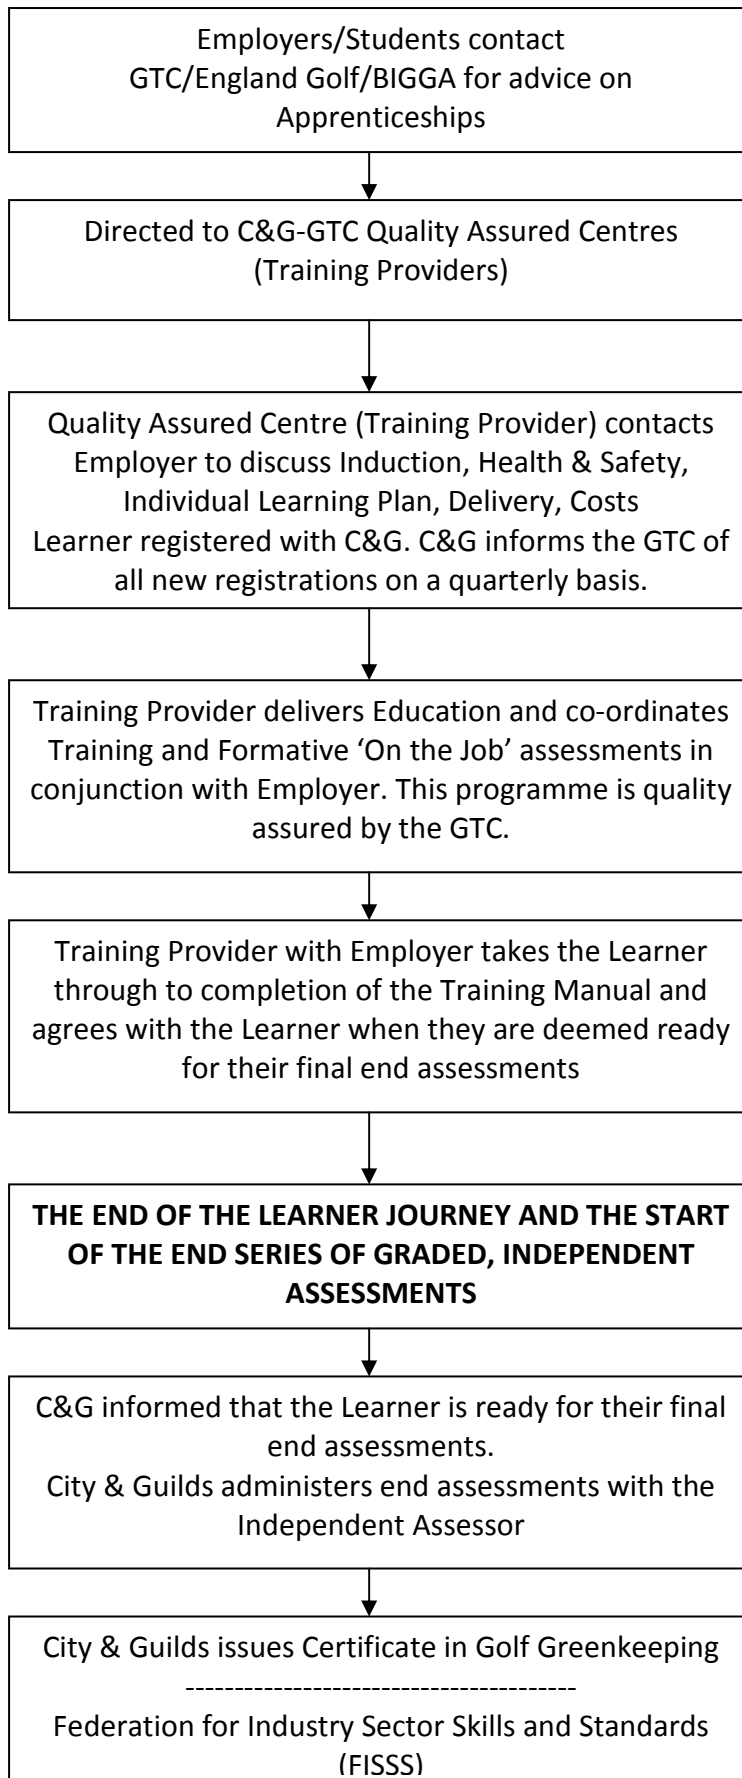 Employers/Students contact
GTC/England Golf/BIGGA for advice on
Apprenticeships
Directed to C&G-GTC Quality Assured Centres
(Training Providers)
Quality Assured Centre (Training Provider) contacts
Employer to discuss Induction, Health & Safety,
Individual Learning Plan, Delivery, Costs
Learner registered with C&G. C&G informs the GTC of
all new registrations on a quarterly basis.
Training Provider delivers Education and co-ordinates
Training and Formative ‘On the Job’ assessments in
conjunction with Employer. This programme is quality
assured by the GTC.
Training Provider with Employer takes the Learner
through to completion of the Training Manual and
agrees with the Learner when they are deemed ready
for their final end assessments
THE END OF THE LEARNER JOURNEY AND THE START
OF THE END SERIES OF GRADED, INDEPENDENT
ASSESSMENTS
C&G informed that the Learner is ready for their final
end assessments.
City & Guilds administers end assessments with the
Independent Assessor
City & Guilds issues Certificate in Golf Greenkeeping
----------------------------------------
Federation for Industry Sector Skills and Standards
(FISSS)